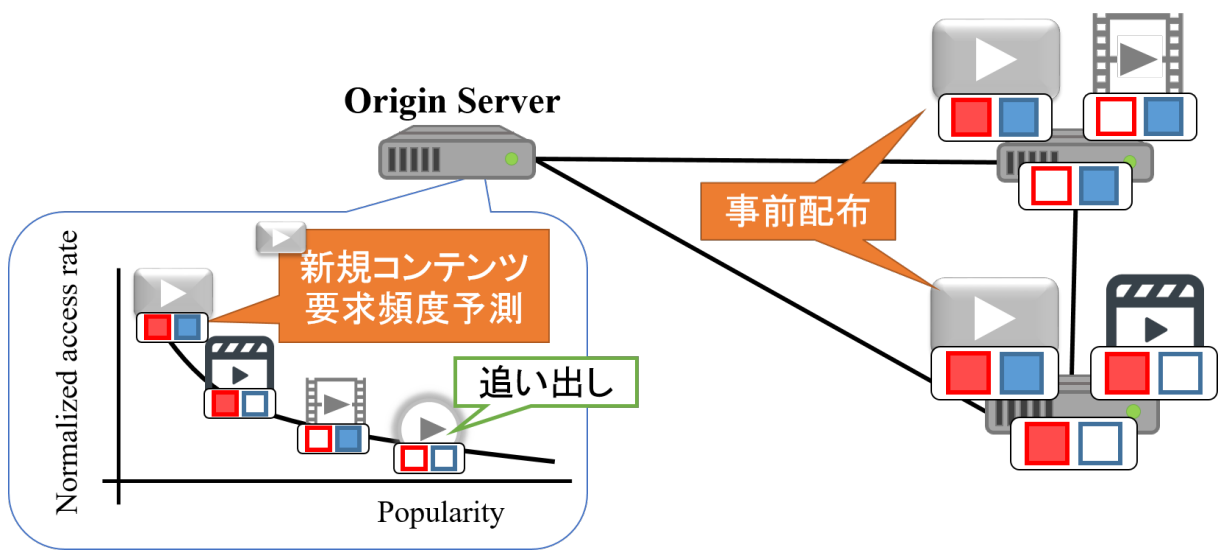 Origin Server
事前配布
新規コンテンツ
要求頻度予測
追い出し
Normalized access rate
Popularity